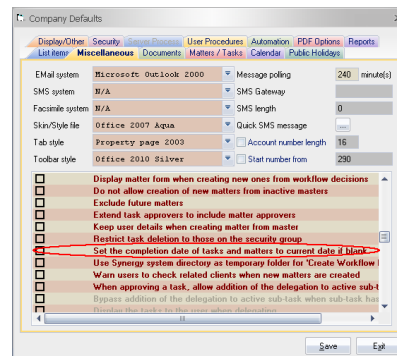 Company Defaults
Display/Other Security Server Process User Procedures Automation PDF Options Reports
List items Miscellaneous Documents Matters / Tasks Calendar Public Holidays
EMail system Microsoft Outlook 2000 Message polling 240 minute(s)
SMS system N/A SMS Gateway
Facsimile system N/A SMS length 0
Skin/Style file Office 2007 Aqua Quick SMS message ...
Tab style Property page 2003 Account number length 16
Toolbar style Office 2010 Silver Start number from 290
Display matter form when creating new ones from workflow decisions
Do not allow creation of new matters from inactive masters
Exclude future matters
Extend task approvers to include matter approvers
Keep user details when creating matter from master
Restrict task deletion to those on the security group
Set the completion date of tasks and matters to current date if blank
Use Synergy system directory as temporary folder for 'Create Workflow
Warn users to check related clients when new matters are created
When approving a task, allow addition of the delegation to active sub-t
Bypass addition of the delegation to active sub-task when sub-task has
Display the tasks to the user when delegating
Save Exit